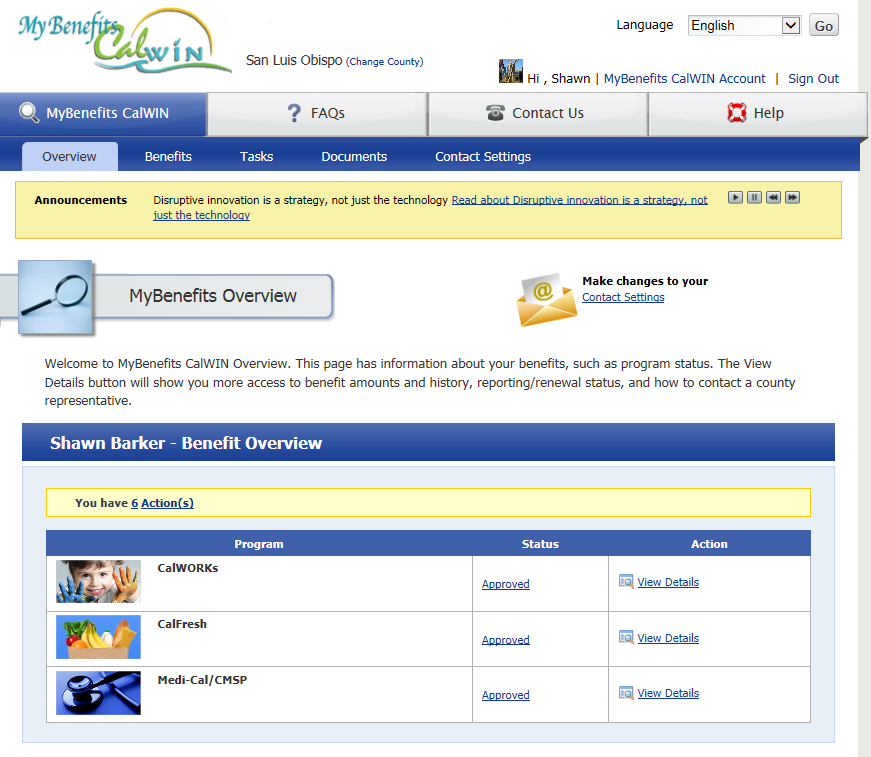 My Benefits
CalWIN
Language English Go
San Luis Obispo (Change County)
Hi , Shawn | MyBenefits CalWIN Account | Sign Out
MyBenefits CalWIN ? FAQs Contact Us Help
Overview Benefits Tasks Documents Contact Settings
Announcements Disruptive innovation is a strategy, not just the technology Read about Disruptive innovation is a strategy, not
just the technology
MyBenefits Overview
@
Make changes to your
Contact Settings
Welcome to MyBenefits CalWIN Overview. This page has information about your benefits, such as program status. The View
Details button will show you more access to benefit amounts and history, reporting/renewal status, and how to contact a county
representative.
Shawn Barker - Benefit Overview
You have 6 Action(s)
Program Status Action
CalWORKs Approved View Details
CalFresh Approved View Details
Medi-Cal/CMSP Approved View Details